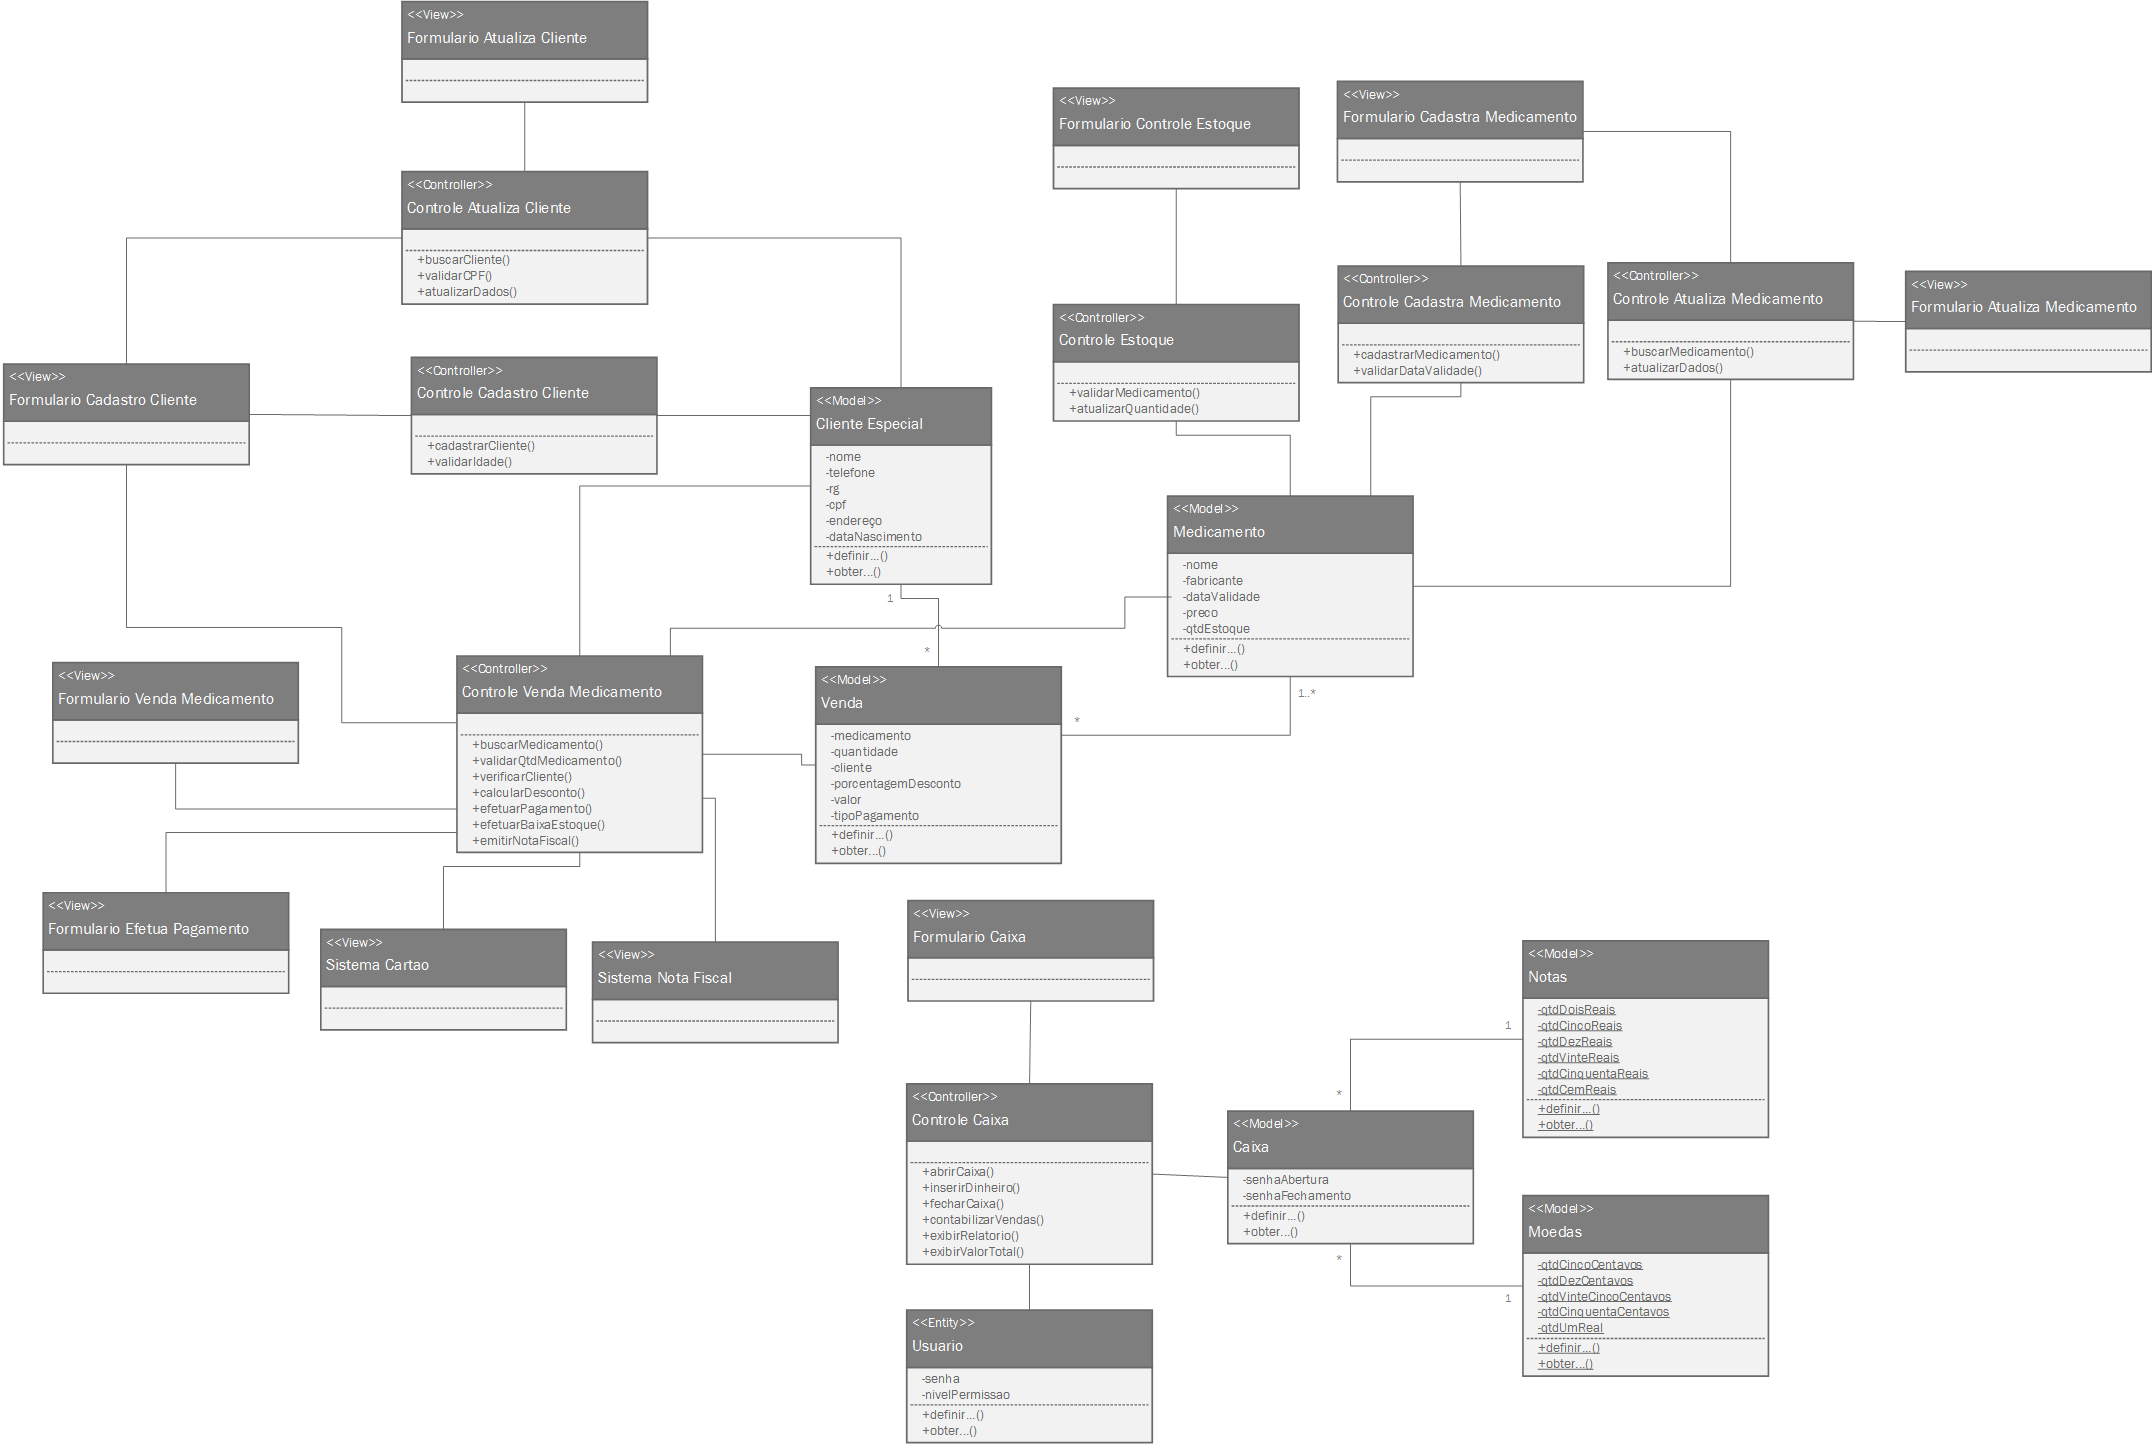 <<View>>
Formulario Atualiza Cliente
<<Controller>>
Controle Atualiza Cliente
+buscarCliente()
+validarCPF()
+atualizarDados()
<<View>>
Formulario Cadastro Cliente
<<Controller>>
Controle Cadastro Cliente
+cadastrarCliente()
+validarIdade()
<<Model>>
Cliente Especial
-nome
-telefone
-rg
-cpf
-endereço
-dataNascimento
+definir...()
+obter...()
1
*
<<View>>
Formulario Controle Estoque
<<Controller>>
Controle Estoque
+validarMedicamento()
+atualizarQuantidade()
<<View>>
Formulario Cadastra Medicamento
<<Controller>>
Controle Cadastra Medicamento
+cadastrarMedicamento()
+validarDataValidade()
<<Controller>>
Controle Atualiza Medicamento
+buscarMedicamento()
+atualizarDados()
<<View>>
Formulario Atualiza Medicamento
<<Model>>
Medicamento
-nome
-fabricante
-dataValidade
-preco
-qtdEstoque
+definir...()
+obter...()
1..*
*
<<View>>
Formulario Venda Medicamento
<<Controller>>
Controle Venda Medicamento
+buscarMedicamento()
+validarQtdMedicamento()
+verificarCliente()
+calcularDesconto()
+efetuarPagamento()
+efetuarBaixaEstoque()
+emitirNotaFiscal()
<<Model>>
Venda
-medicamento
-quantidade
-cliente
-porcentagemDesconto
-valor
-tipoPagamento
+definir...()
+obter...()
<<View>>
Formulario Efetua Pagamento
<<View>>
Sistema Cartao
<<View>>
Sistema Nota Fiscal
<<View>>
Formulario Caixa
<<Controller>>
Controle Caixa
+abrirCaixa()
+inserirDinheiro()
+fecharCaixa()
+contabilizarVendas()
+exibirRelatorio()
+exibirValorTotal()
<<Entity>>
Usuario
-senha
-nivelPermissao
+definir...()
+obter...()
<<Model>>
Caixa
-senhaAbertura
-senhaFechamento
+definir...()
+obter...()
*
1
*
1
<<Model>>
Notas
-qtdDoisReais
-qtdCincoReais
-qtdDezReais
-qtdVinteReais
-qtdCinquentaReais
-qtdCemReais
+definir...()
+obter...()
<<Model>>
Moedas
-qtdCincoCentavos
-qtdDezCentavos
-qtdVinteCincoCentavos
-qtdCinquentaCentavos
-qtdUmReal
+definir...()
+obter...()